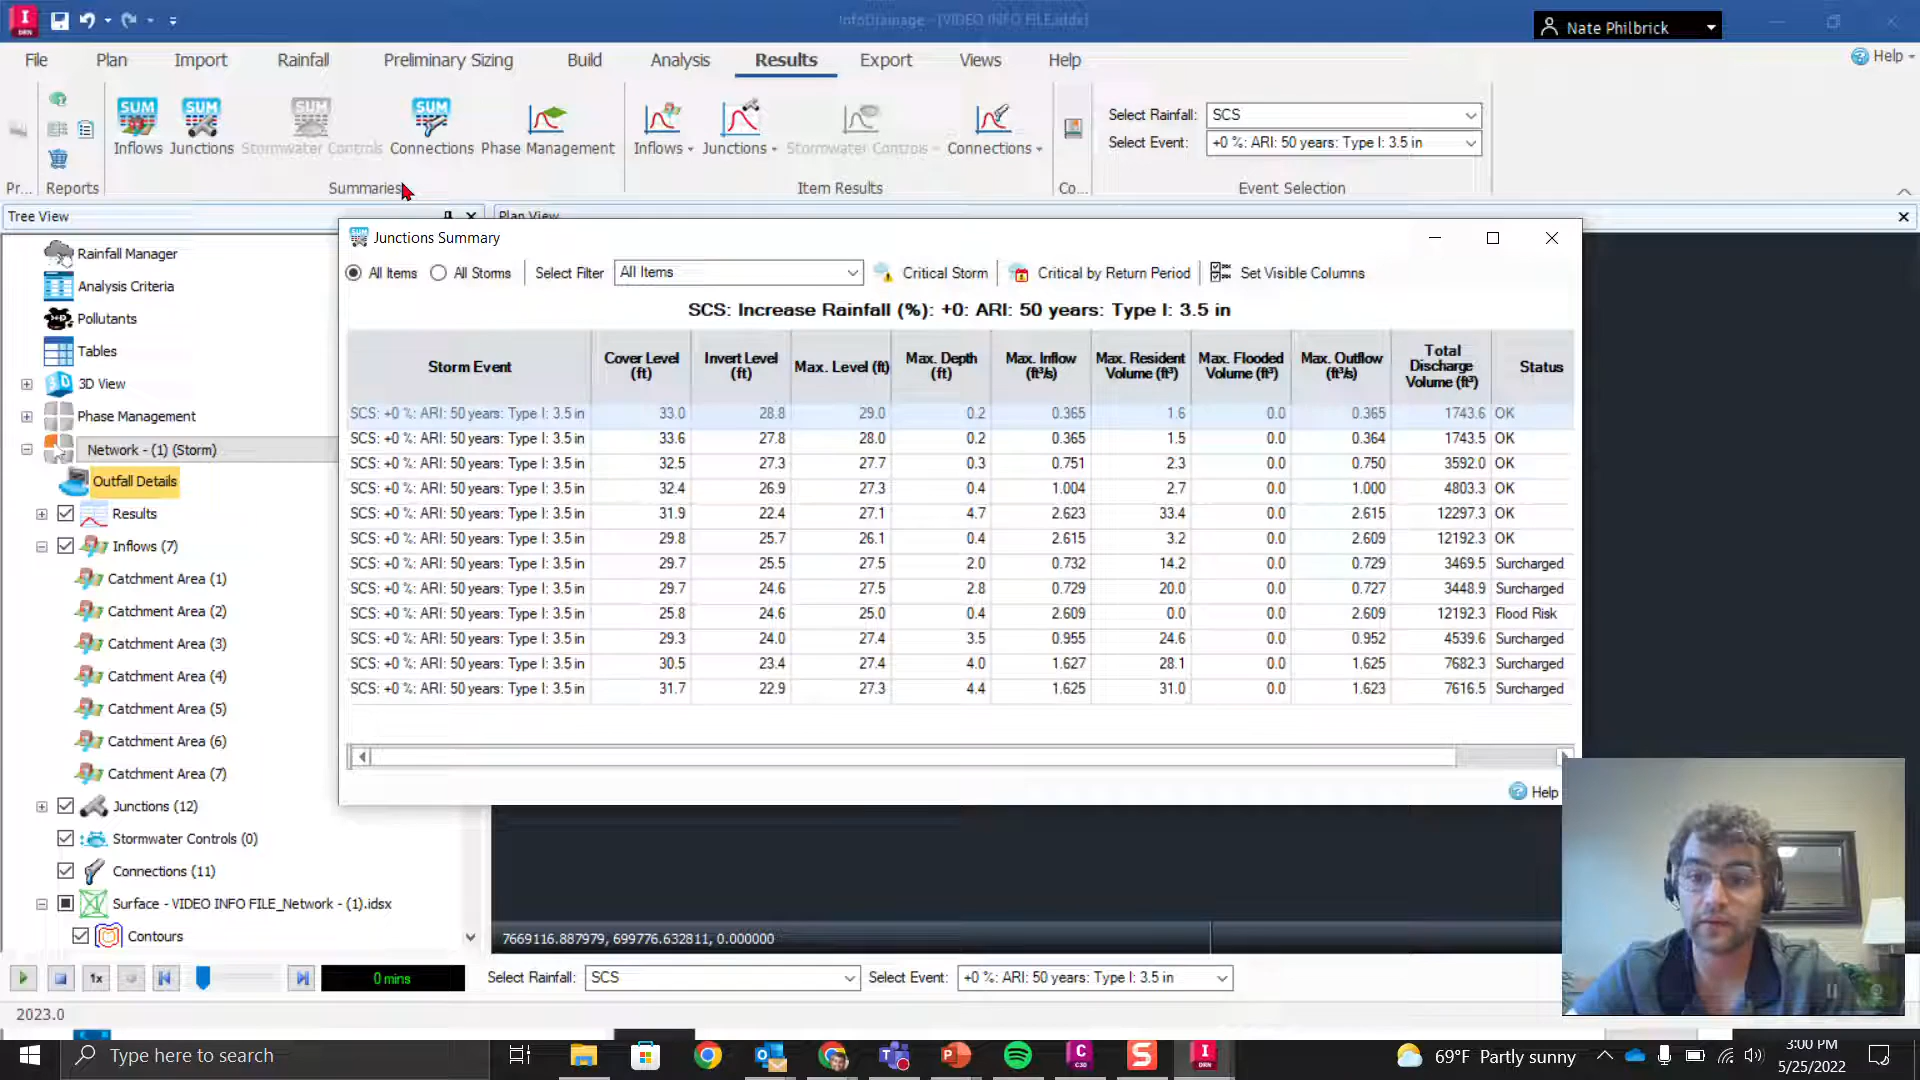 InfoDrainage - [VIDEO INFO FILE.iddx]
Nate Philbrick
File Plan Import Rainfall Preliminary Sizing Build Analysis Results Export Views Help
Help
Inflows Junctions Stormwater Controls Connections Phase Management
Inflows Junctions Stormwater Controls Connections
Select Rainfall: SCS
Select Event: +0 %: ARI: 50 years: Type I: 3.5 in
Pr... Reports Summaries Item Results Co... Event Selection
Tree View
Plan View
Rainfall Manager
Analysis Criteria
Pollutants
Tables
3D View
Phase Management
Network - (1) (Storm)
Outfall Details
Results
Inflows (7)
Catchment Area (1)
Catchment Area (2)
Catchment Area (3)
Catchment Area (4)
Catchment Area (5)
Catchment Area (6)
Catchment Area (7)
Junctions (12)
Stormwater Controls (0)
Connections (11)
Surface - VIDEO INFO FILE_Network - (1).idsx
Contours
Junctions Summary
All Items All Storms Select Filter All Items Critical Storm Critical by Return Period Set Visible Columns
SCS: Increase Rainfall (%): +0: ARI: 50 years: Type I: 3.5 in
Storm Event Cover Level (ft) Invert Level (ft) Max. Level (ft) Max. Depth (ft) Max. Inflow (ft³/s) Max. Resident Volume (ft³) Max. Flooded Volume (ft³) Max. Outflow (ft³/s) Total Discharge Volume (ft³) Status
SCS: +0 %: ARI: 50 years: Type I: 3.5 in 33.0 28.8 29.0 0.2 0.365 1.6 0.0 0.365 1743.6 OK
SCS: +0 %: ARI: 50 years: Type I: 3.5 in 33.6 27.8 28.0 0.2 0.365 1.5 0.0 0.364 1743.5 OK
SCS: +0 %: ARI: 50 years: Type I: 3.5 in 32.5 27.3 27.7 0.3 0.751 2.3 0.0 0.750 3592.0 OK
SCS: +0 %: ARI: 50 years: Type I: 3.5 in 32.4 26.9 27.3 0.4 1.004 2.7 0.0 1.000 4803.3 OK
SCS: +0 %: ARI: 50 years: Type I: 3.5 in 31.9 22.4 27.1 4.7 2.623 33.4 0.0 2.615 12297.3 OK
SCS: +0 %: ARI: 50 years: Type I: 3.5 in 29.8 25.7 26.1 0.4 2.615 3.2 0.0 2.609 12192.3 OK
SCS: +0 %: ARI: 50 years: Type I: 3.5 in 29.7 25.5 27.5 2.0 0.732 14.2 0.0 0.729 3469.5 Surcharged
SCS: +0 %: ARI: 50 years: Type I: 3.5 in 29.7 24.6 27.5 2.8 0.729 20.0 0.0 0.727 3448.9 Surcharged
SCS: +0 %: ARI: 50 years: Type I: 3.5 in 25.8 24.6 25.0 0.4 2.609 0.0 0.0 2.609 12192.3 Flood Risk
SCS: +0 %: ARI: 50 years: Type I: 3.5 in 29.3 24.0 27.4 3.5 0.955 24.6 0.0 0.952 4539.6 Surcharged
SCS: +0 %: ARI: 50 years: Type I: 3.5 in 30.5 23.4 27.4 4.0 1.627 28.1 0.0 1.625 7682.3 Surcharged
SCS: +0 %: ARI: 50 years: Type I: 3.5 in 31.7 22.9 27.3 4.4 1.625 31.0 0.0 1.623 7616.5 Surcharged
Help
7669116.887979, 699776.632811, 0.000000
1x 0 mins Select Rainfall: SCS Select Event: +0 %: ARI: 50 years: Type I: 3.5 in
2023.0
Type here to search
69°F Partly sunny
3:00 PM
5/25/2022